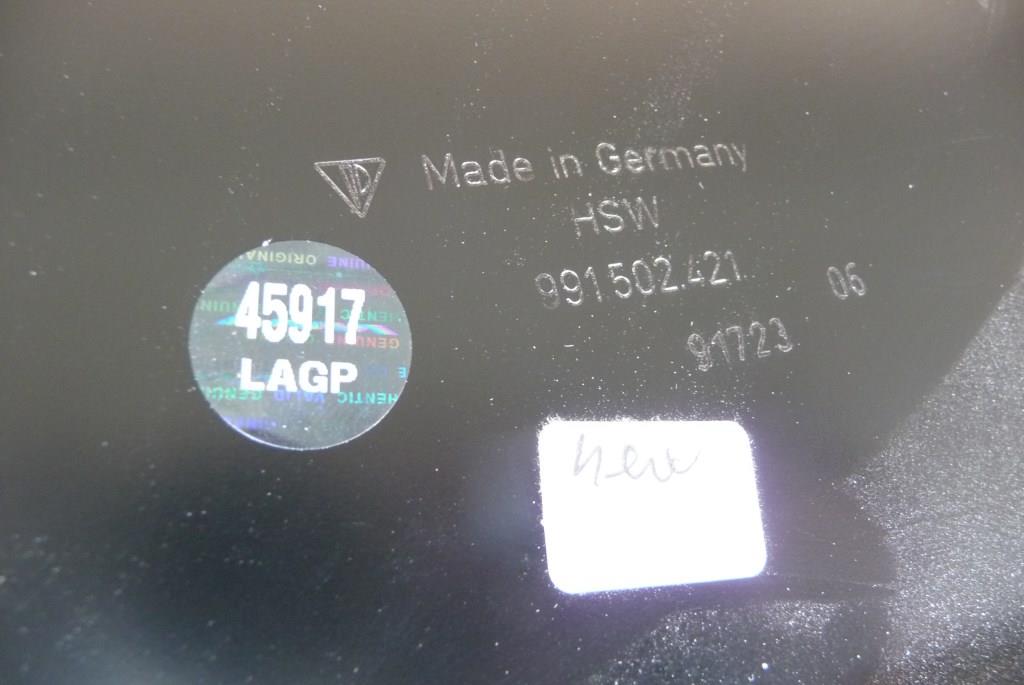 Made in Germany
HSW
991 502.421. 06
91723
45917
LAGP
new